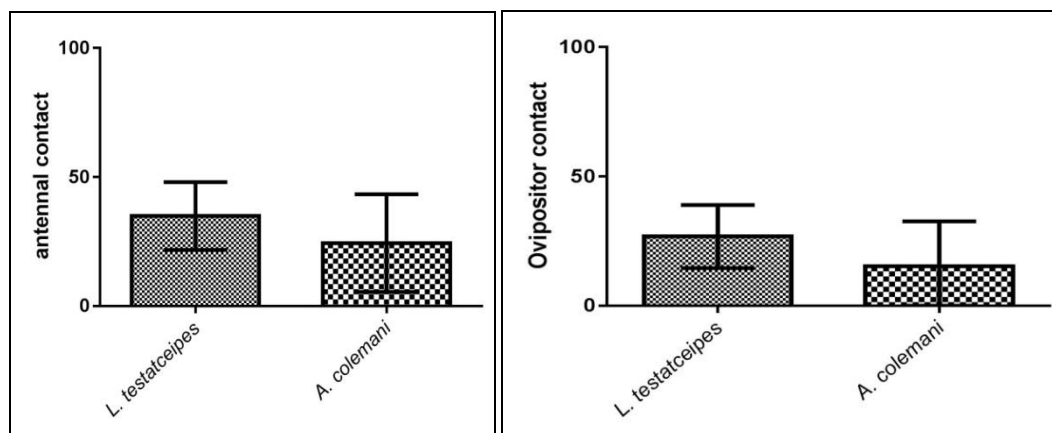 antennal contact
100
50
0
L. testatceipes
A. colemani
Ovipositor contact
100
50
0
L. testatceipes
A. colemani